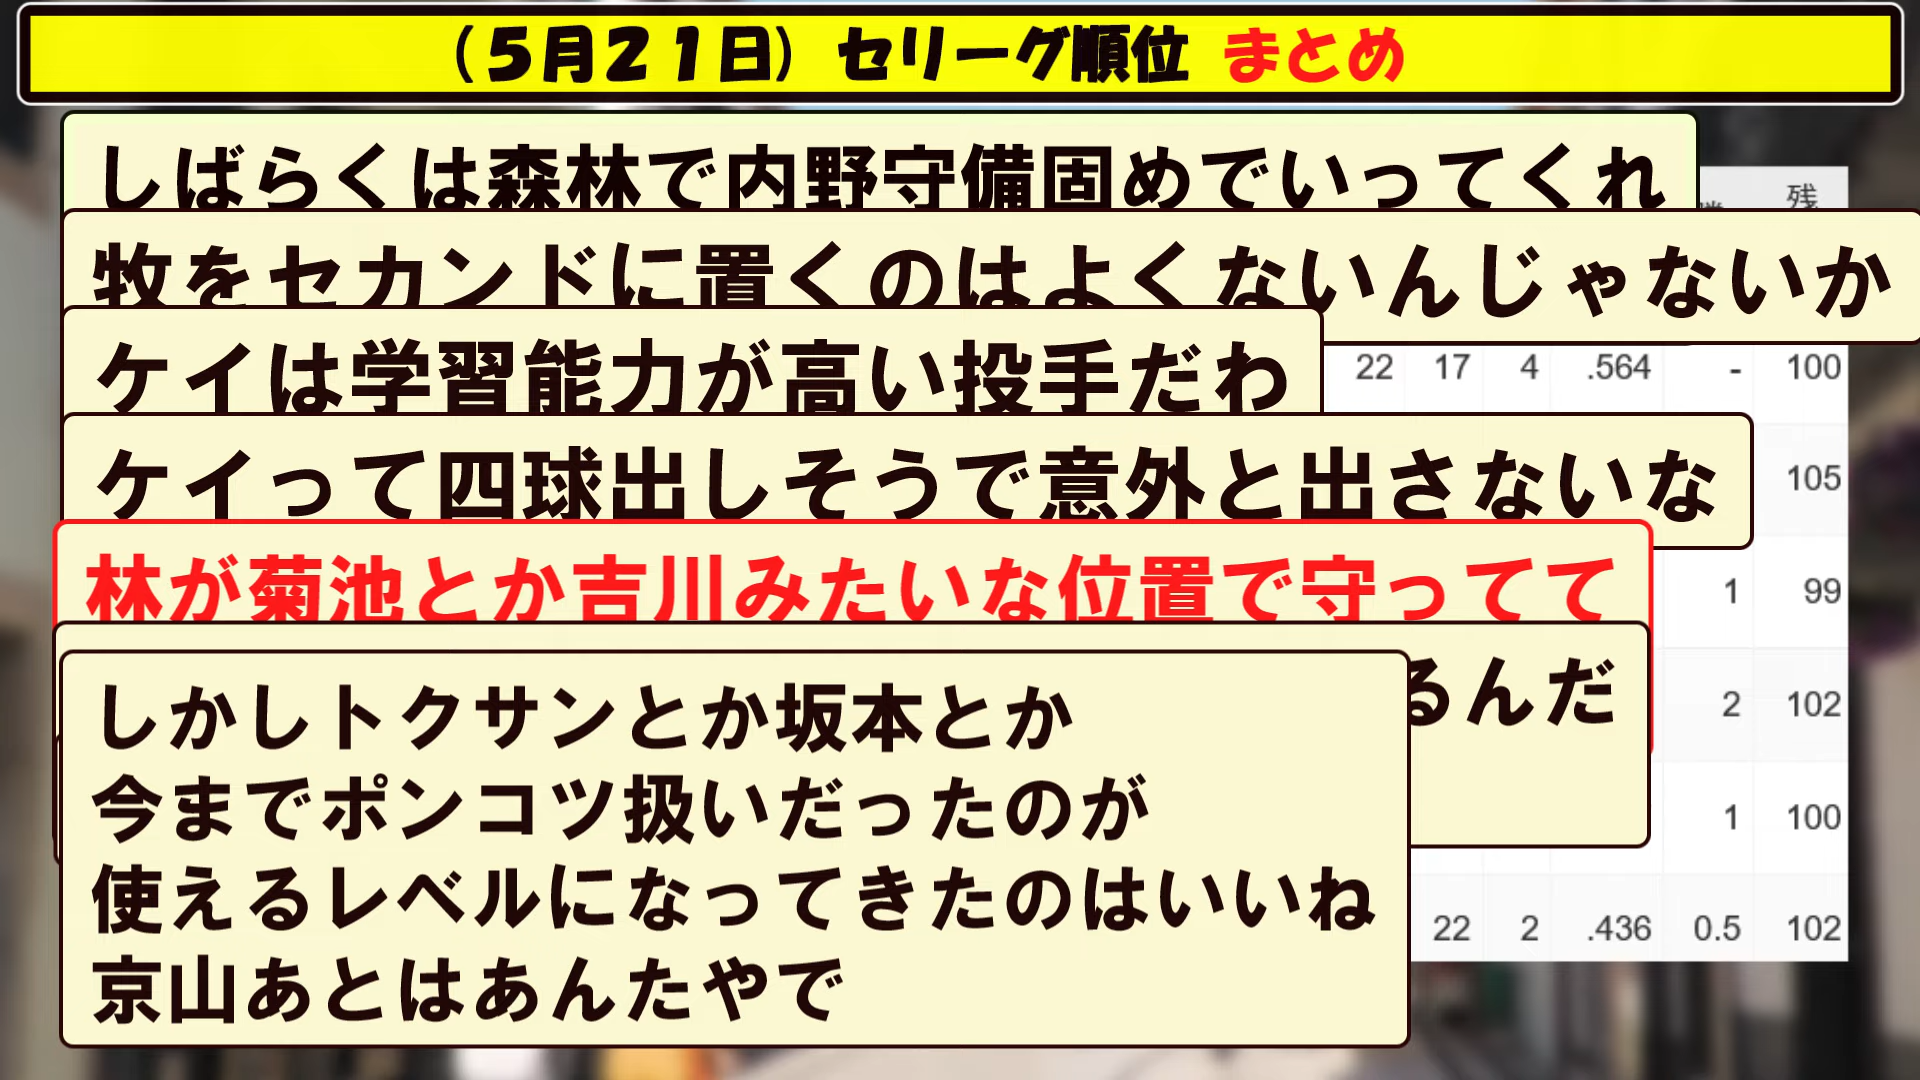 （５月２１日）セリーグ順位 まとめ
しばらくは森林で内野守備固めでいってくれ
残
牧をセカンドに置くのはよくないんじゃないか
ケイは学習能力が高い投手だわ
22 17 4 .564 - 100
ケイって四球出しそうで意外と出さないな
105
林が菊池とか吉川みたいな位置で守ってて
1 99
るんだ
2 102
しかしトクサンとか坂本とか
今までポンコツ扱いだったのが
1 100
使えるレベルになってきたのはいいね
22 2 .436 0.5 102
京山あとはあんたやで